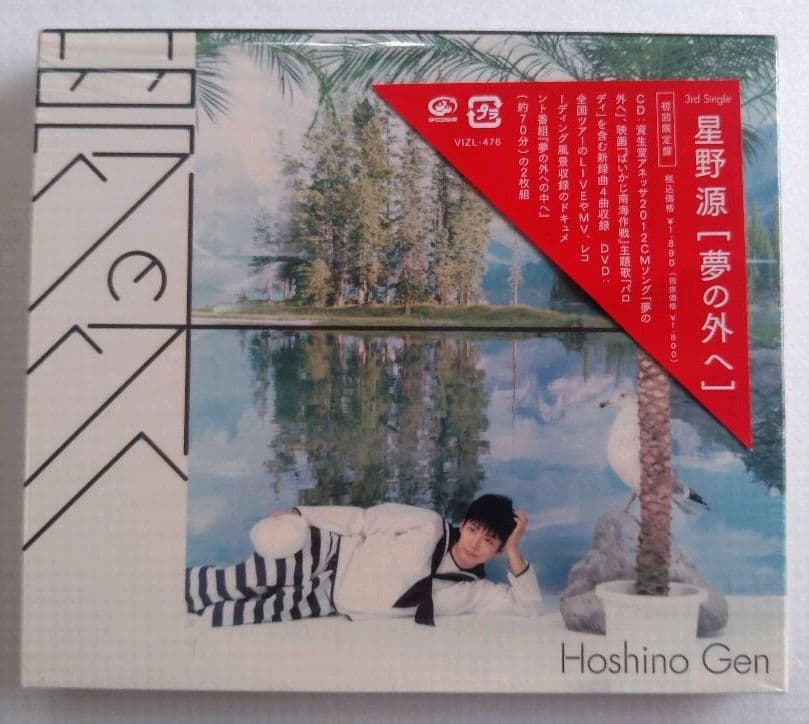 3rd Single
星野 源「夢の外へ」
初回限定盤
税込価格 ¥1,890（税抜価格 ¥1,800）
CD：資生堂アネッサ2012CMソング「夢の
外へ」、映画『ぱいかじ南海作戦』主題歌「パロ
ディ」を含む新録曲4曲収録 DVD：
全国ツアーのLIVEやMV、レコ
ーディング風景収録のドキュメ
ント番組『夢の外への中へ』
（約70分）の2枚組
SPEEDSTAR
プラ
VIZL-476
Hoshino Gen